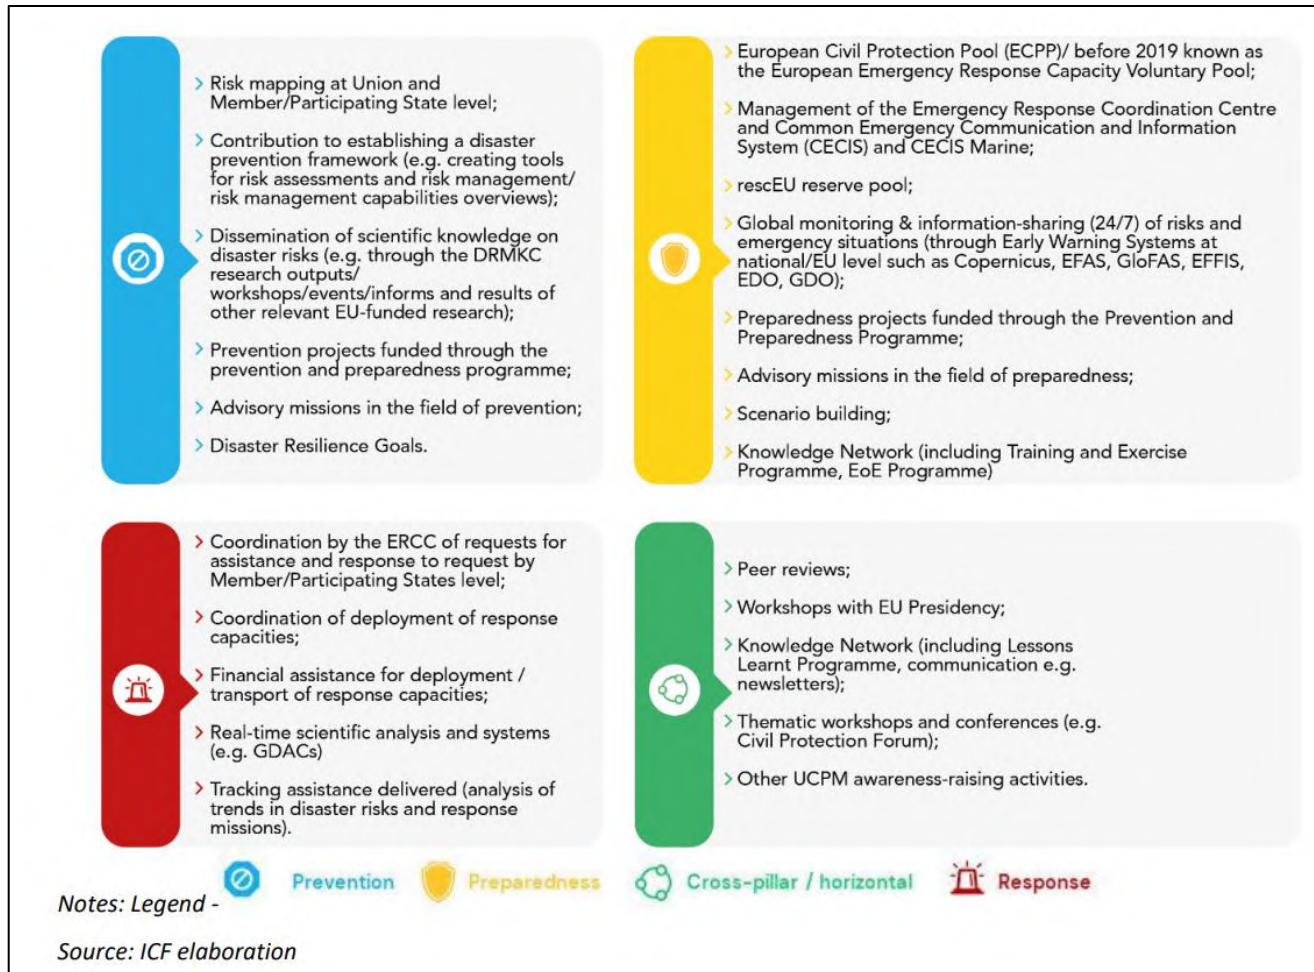 Risk mapping at Union and
Member/Participating State level;
Contribution to establishing a disaster
prevention framework (e.g. creating tools
for risk assessments and risk management/
risk management capabilities overviews);
Dissemination of scientific knowledge on
disaster risks (e.g. through the DRMKC
research outputs/
workshops/events/informs and results of
other relevant EU-funded research);
Prevention projects funded through the
prevention and preparedness programme;
Advisory missions in the field of prevention;
Disaster Resilience Goals.
European Civil Protection Pool (ECPP)/ before 2019 known as
the European Emergency Response Capacity Voluntary Pool;
Management of the Emergency Response Coordination Centre
and Common Emergency Communication and Information
System (CECIS) and CECIS Marine;
rescEU reserve pool;
Global monitoring & information-sharing (24/7) of risks and
emergency situations (through Early Warning Systems at
national/EU level such as Copernicus, EFAS, GloFAS, EFFIS,
EDO, GDO);
Preparedness projects funded through the Prevention and
Preparedness Programme;
Advisory missions in the field of preparedness;
Scenario building;
Knowledge Network (including Training and Exercise
Programme, EoE Programme)
Coordination by the ERCC of requests for
assistance and response to request by
Member/Participating States level;
Coordination of deployment of response
capacities;
Financial assistance for deployment /
transport of response capacities;
Real-time scientific analysis and systems
(e.g. GDACs)
Tracking assistance delivered (analysis of
trends in disaster risks and response
missions).
Peer reviews;
Workshops with EU Presidency;
Knowledge Network (including Lessons
Learnt Programme, communication e.g.
newsletters);
Thematic workshops and conferences (e.g.
Civil Protection Forum);
Other UCPM awareness-raising activities.
Prevention Preparedness Cross-pillar / horizontal Response
Notes: Legend -
Source: ICF elaboration